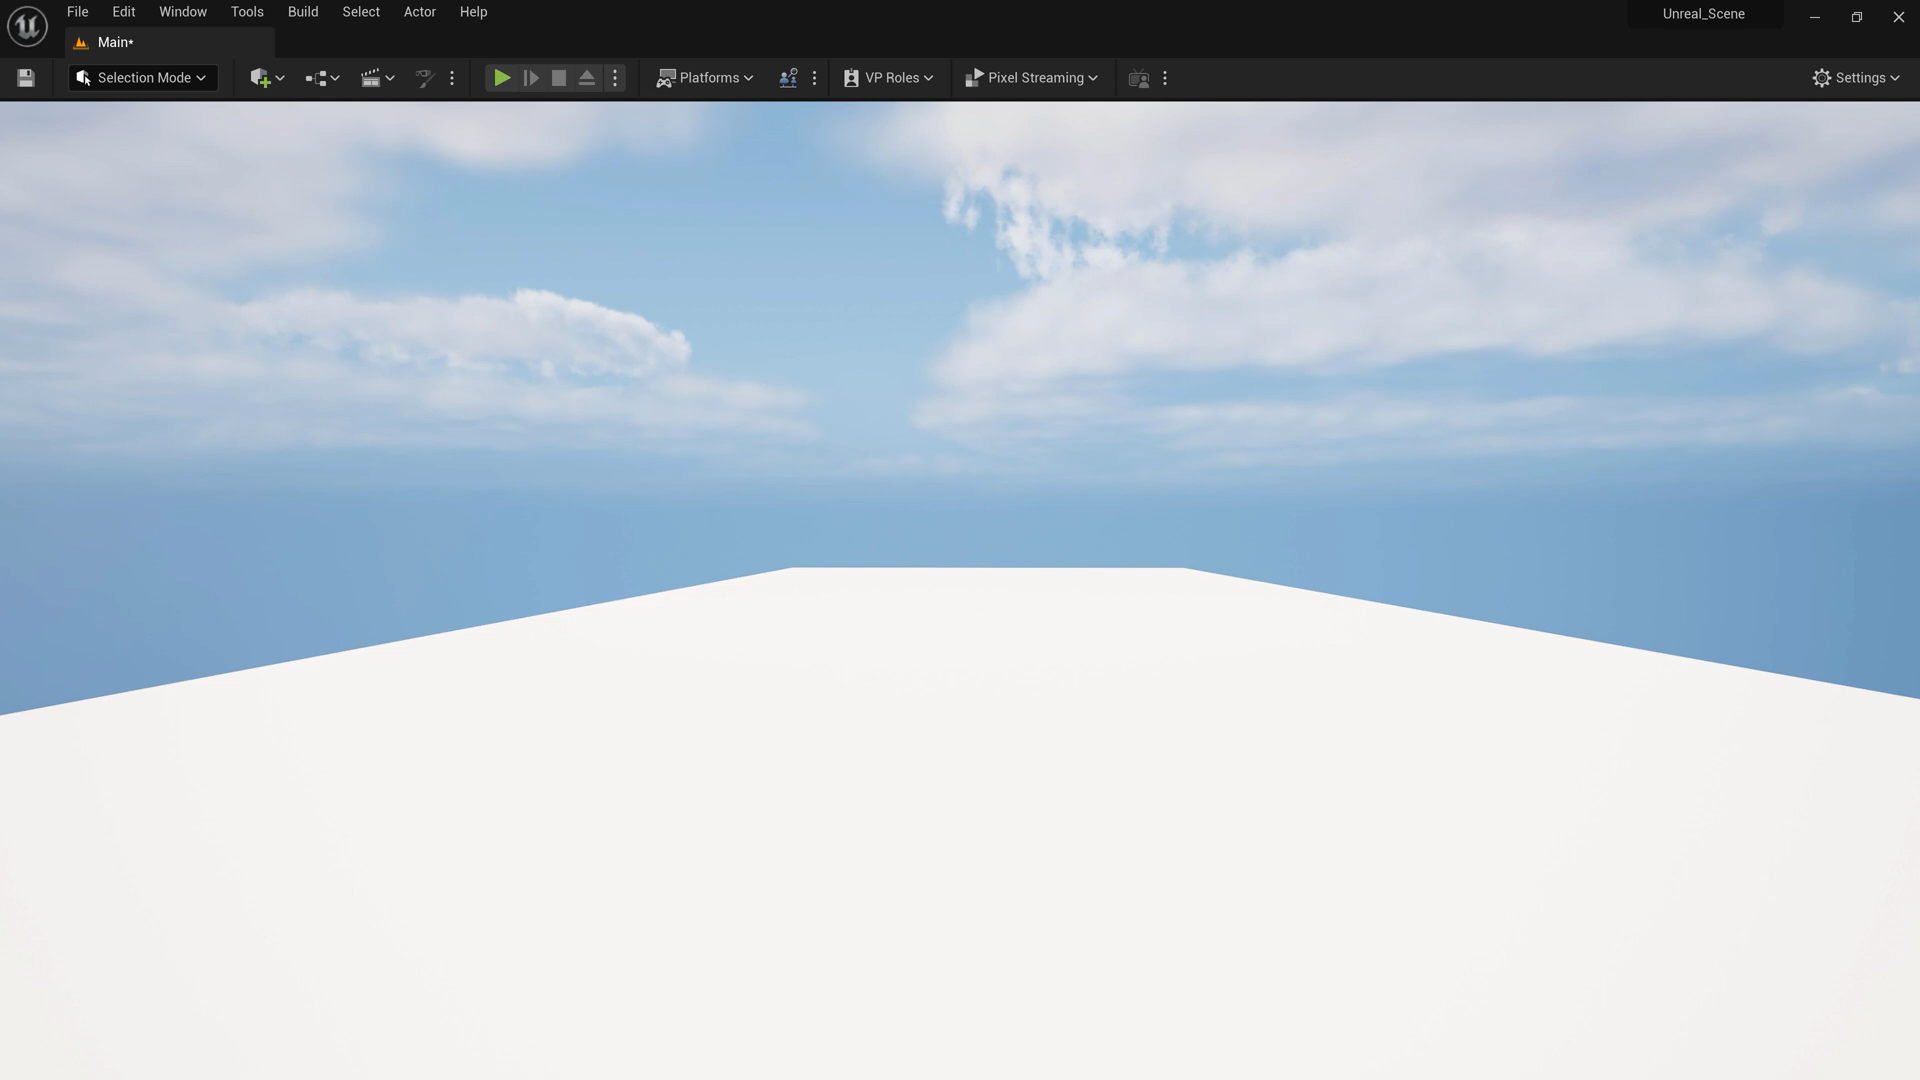 File Edit Window Tools Build Select Actor Help
Unreal_Scene
Main*
Selection Mode Platforms VP Roles Pixel Streaming Settings